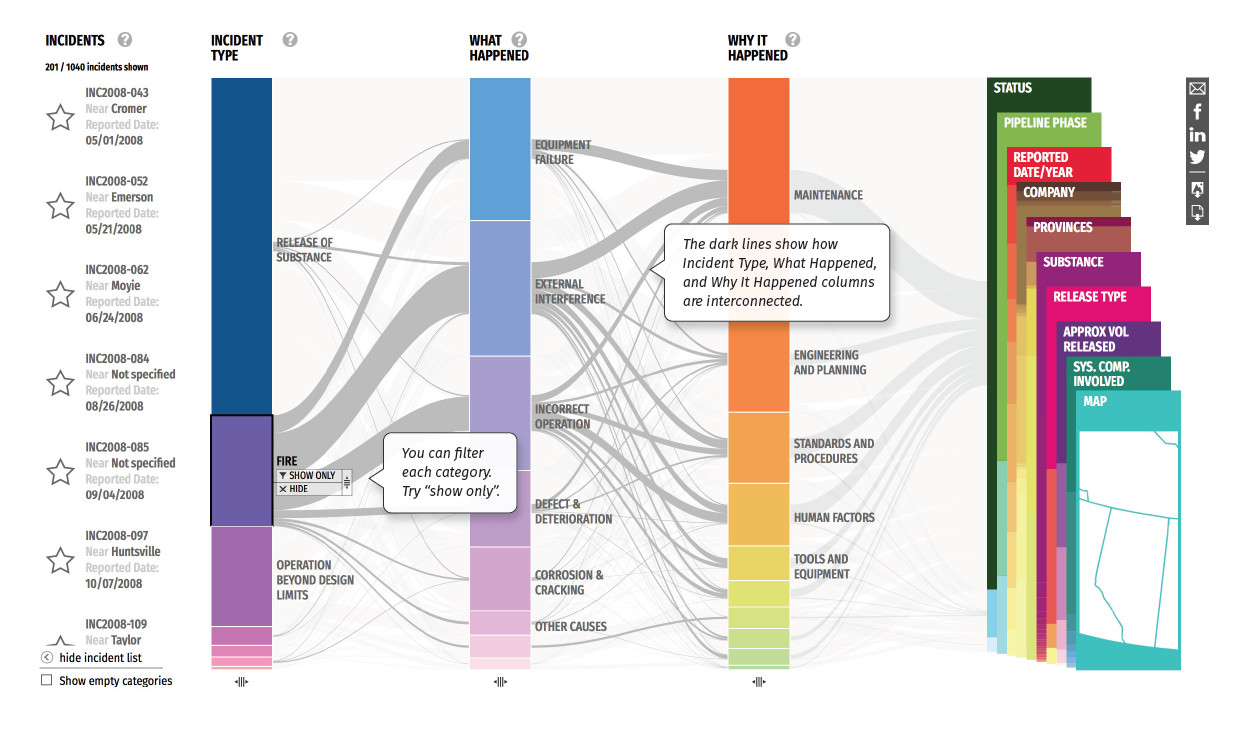 INCIDENTS ?
201 / 1040 incidents shown
INC2008-043
Near Cromer
Reported Date:
05/01/2008
INC2008-052
Near Emerson
Reported Date:
05/21/2008
INC2008-062
Near Moyie
Reported Date:
06/24/2008
INC2008-084
Near Not specified
Reported Date:
08/26/2008
INC2008-085
Near Not specified
Reported Date:
09/04/2008
INC2008-097
Near Huntsville
Reported Date:
10/07/2008
INC2008-109
Near Taylor
hide incident list
Show empty categories
INCIDENT ?
TYPE
RELEASE OF
SUBSTANCE
FIRE
SHOW ONLY
HIDE
OPERATION
BEYOND DESIGN
LIMITS
You can filter
each category.
Try “show only”.
WHAT ?
HAPPENED
EQUIPMENT
FAILURE
EXTERNAL
INTERFERENCE
INCORRECT
OPERATION
DEFECT &
DETERIORATION
CORROSION &
CRACKING
OTHER CAUSES
The dark lines show how
Incident Type, What Happened,
and Why It Happened columns
are interconnected.
WHY IT ?
HAPPENED
MAINTENANCE
ENGINEERING
AND PLANNING
STANDARDS AND
PROCEDURES
HUMAN FACTORS
TOOLS AND
EQUIPMENT
STATUS
PIPELINE PHASE
REPORTED
DATE/YEAR
COMPANY
PROVINCES
SUBSTANCE
RELEASE TYPE
APPROX VOL
RELEASED
SYS. COMP.
INVOLVED
MAP
f
in